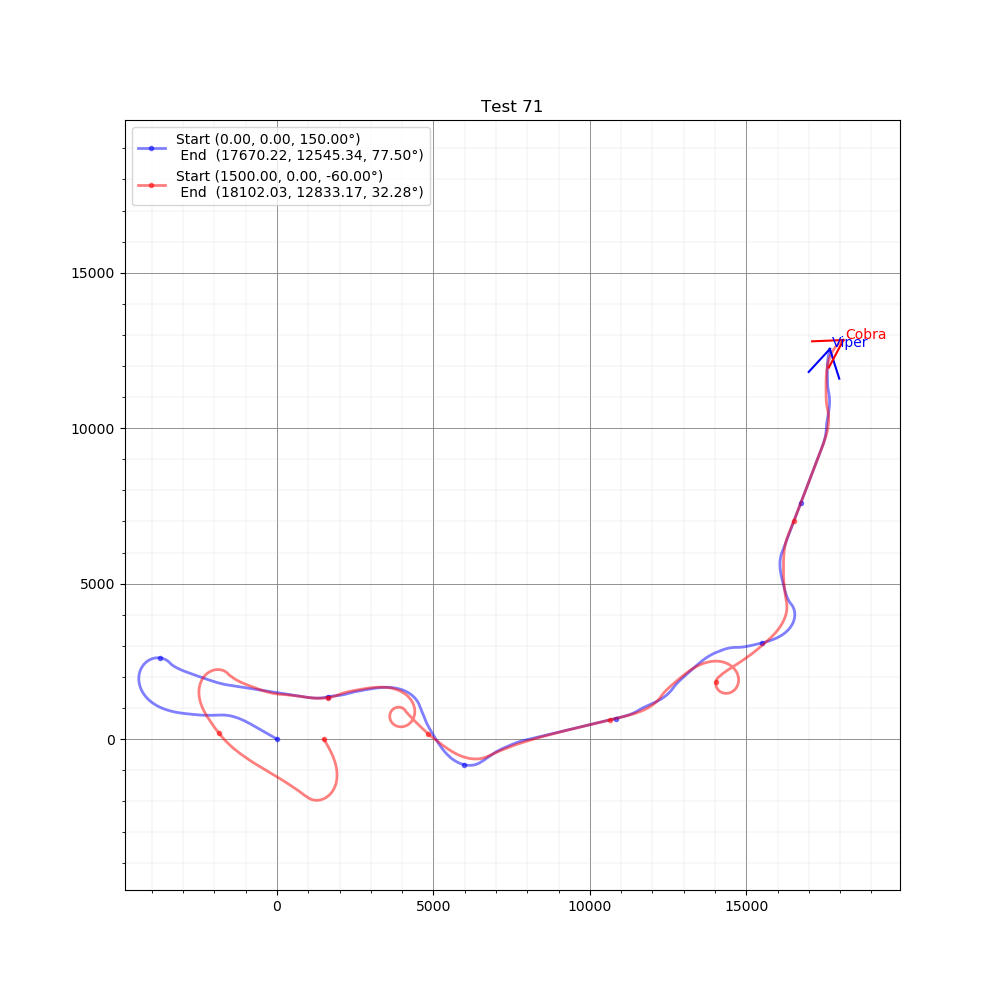 Test 71
Start (0.00, 0.00, 150.00°)
End  (17670.22, 12545.34, 77.50°)
Start (1500.00, 0.00, -60.00°)
End  (18102.03, 12833.17, 32.28°)
15000
10000
5000
0
Cobra
Viper
0 5000 10000 15000